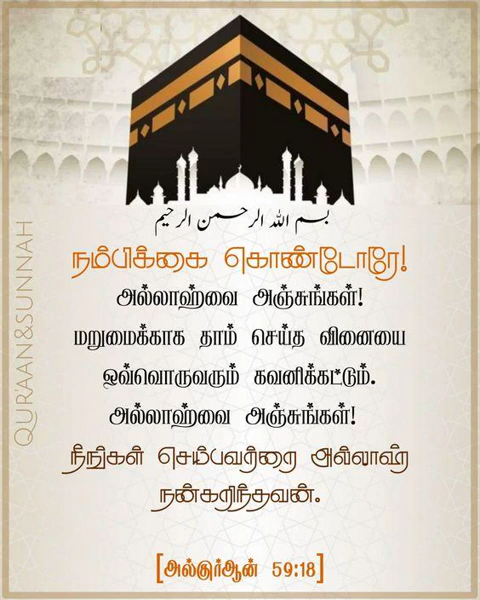 بسم الله الرحمن الرحيم
நம்பிக்கை கொண்டோரே!
அல்லாஹ்வை அஞ்சுங்கள்!
மறுமைக்காக தாம் செய்த வினையை
ஒவ்வொருவரும் கவனிக்கட்டும்.
அல்லாஹ்வை அஞ்சுங்கள்!
நீங்கள் செய்பவற்றை அல்லாஹ்
நன்கறிந்தவன்.
[அல்குர்ஆன் 59:18]
QURAAN&SUNNAH